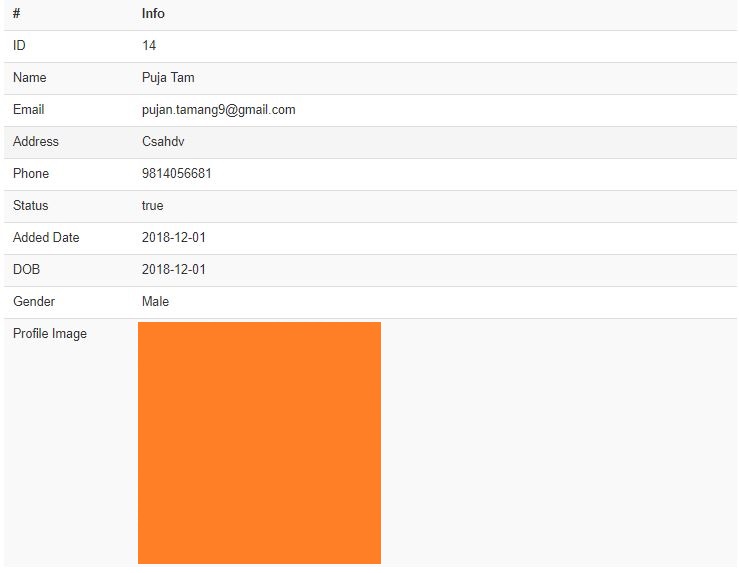 # Info
ID 14
Name Puja Tam
Email pujan.tamang9@gmail.com
Address Csahdv
Phone 9814056681
Status true
Added Date 2018-12-01
DOB 2018-12-01
Gender Male
Profile Image